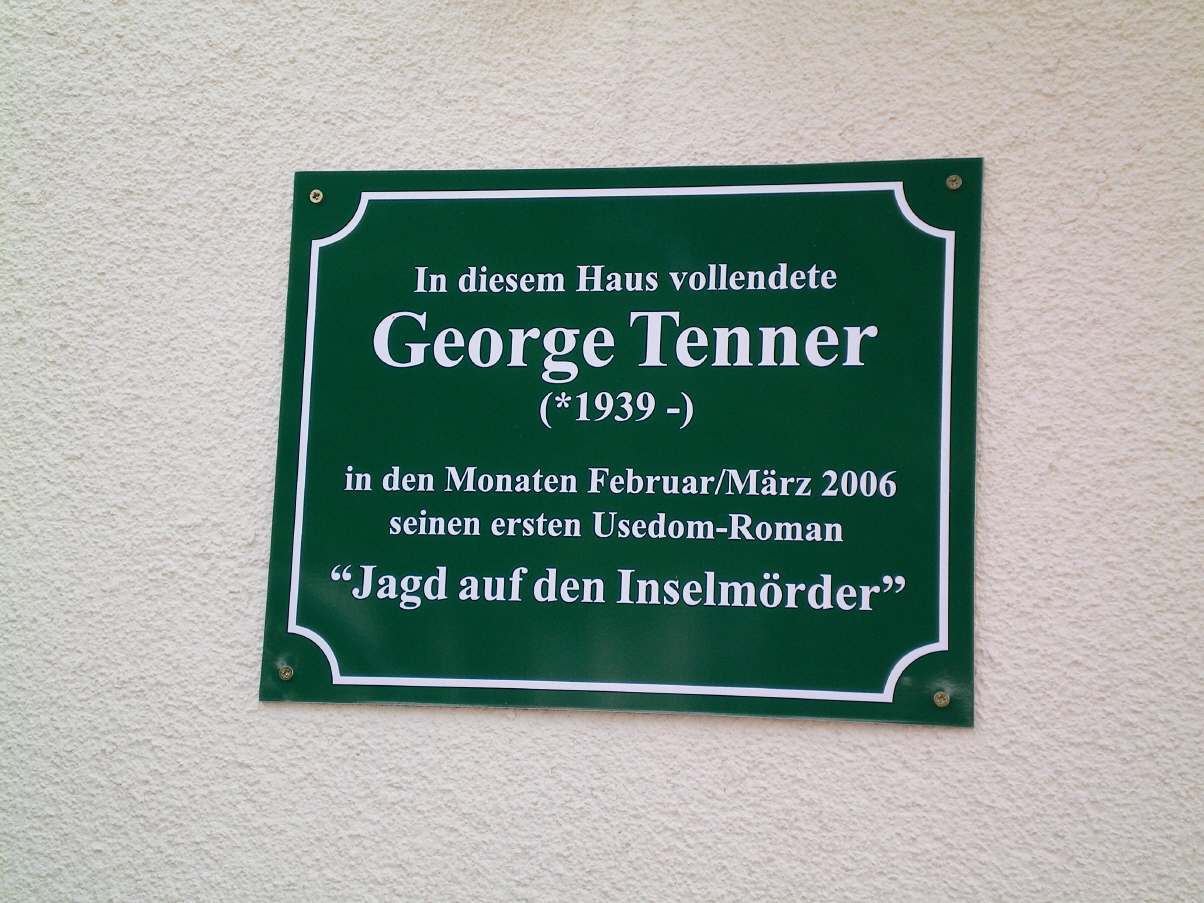 In diesem Haus vollendete
George Tenner
(*1939 -)
in den Monaten Februar/März 2006
seinen ersten Usedom-Roman
“Jagd auf den Inselmörder”